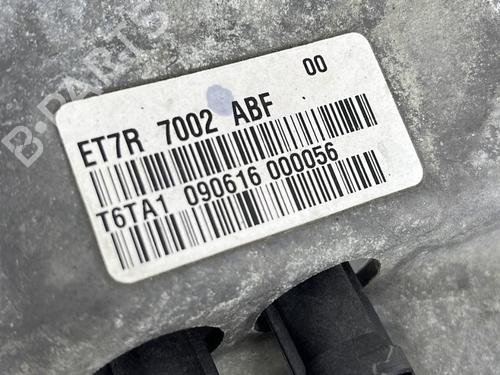 B-PARTS
00
ET7R 7002 ABF
T6TA1 090616 000056